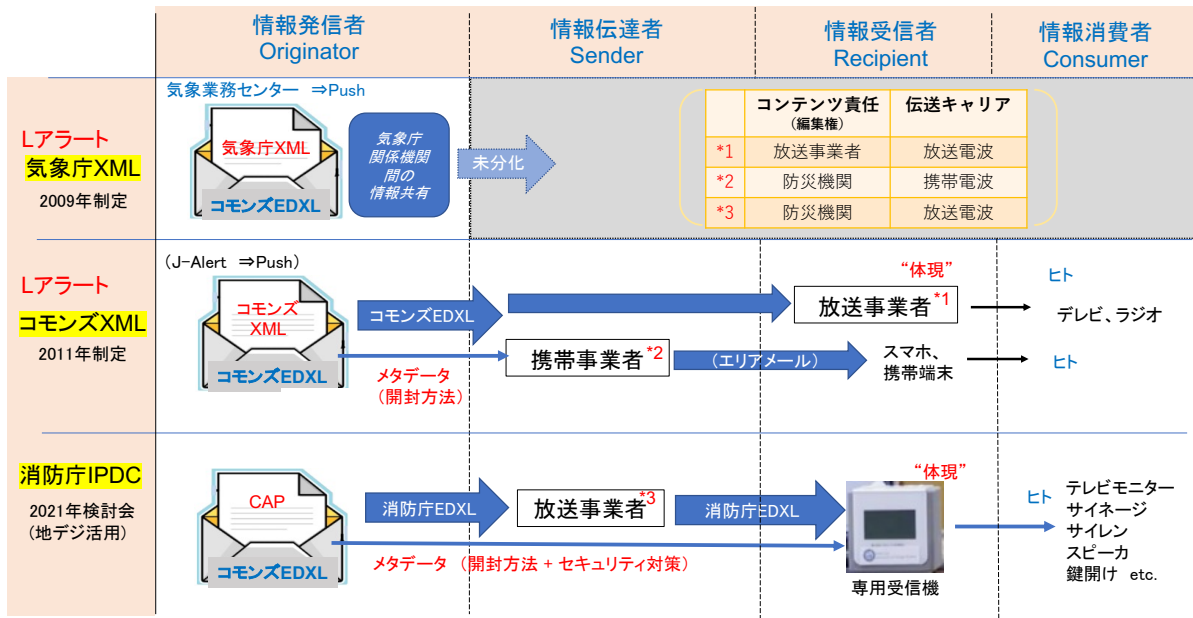 情報発信者
Originator
情報伝達者
Sender
情報受信者
Recipient
情報消費者
Consumer
Lアラート
気象庁XML
2009年制定
気象業務センター ⇒Push
気象庁XML
コモンズEDXL
気象庁
関係機関
間の
情報共有
未分化
コンテンツ責任 伝送キャリア
(編集権)
*1 放送事業者 放送電波
*2 防災機関 携帯電波
*3 防災機関 放送電波
Lアラート
コモンズXML
2011年制定
(J-Alert ⇒Push)
コモンズ
XML
コモンズEDXL
コモンズEDXL
“体現”
放送事業者*1
ヒト
デレビ、ラジオ
メタデータ
(開封方法)
携帯事業者*2
(エリアメール)
スマホ、
携帯端末
ヒト
消防庁IPDC
2021年検討会
(地デジ活用)
CAP
コモンズEDXL
消防庁EDXL
放送事業者*3
消防庁EDXL
“体現”
専用受信機
メタデータ (開封方法 + セキュリティ対策)
ヒト
テレビモニター
サイネージ
サイレン
スピーカ
鍵開け etc.